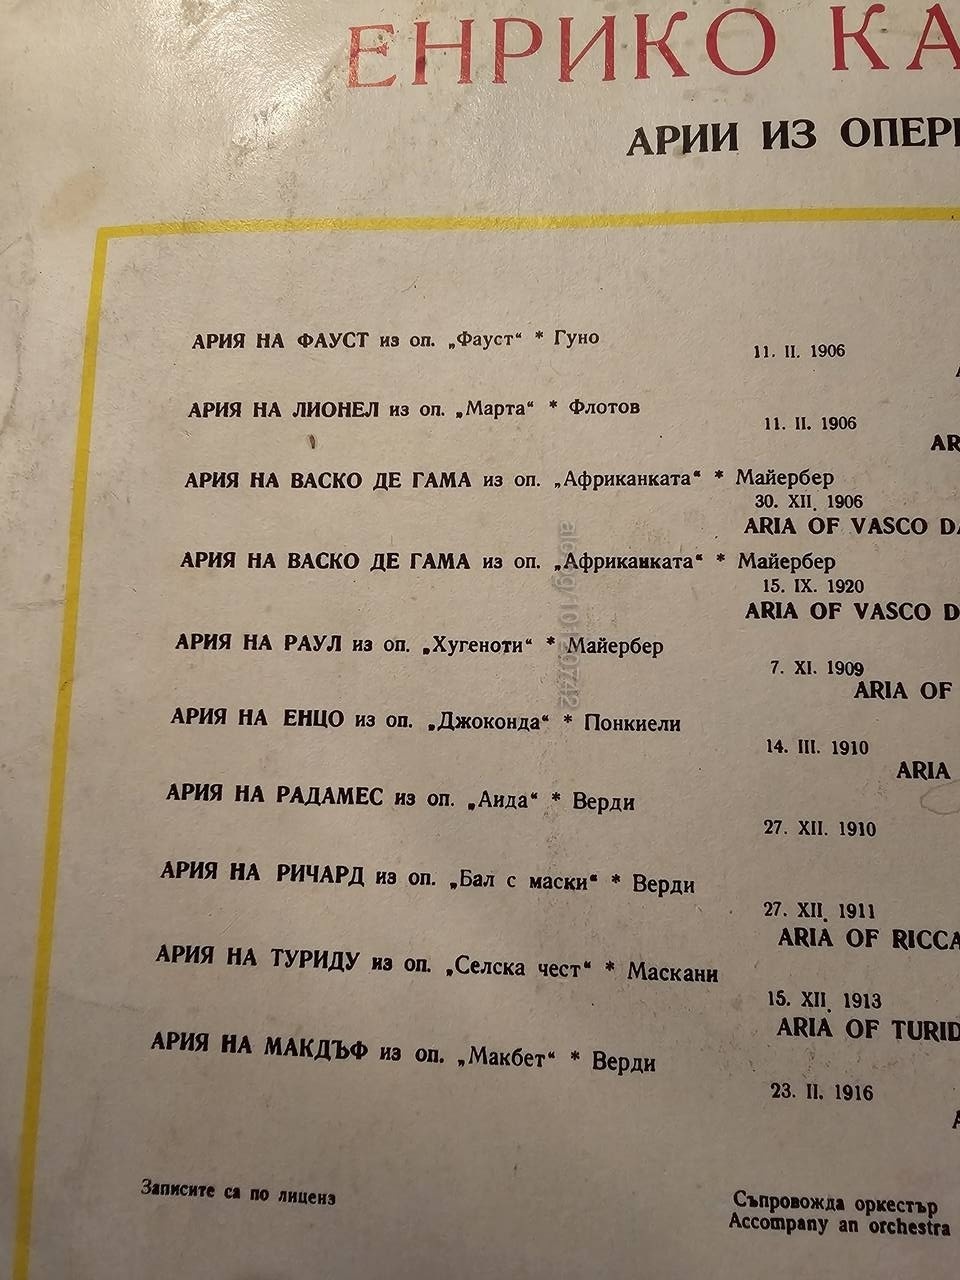 ЕНРИКО КА
АРИИ ИЗ ОПЕРИ
АРИЯ НА ФАУСТ из оп. „Фауст“ * Гуно
11. II. 1906
АРИЯ НА ЛИОНЕЛ из оп. „Марта“ * Флотов
11. II. 1906
AR
АРИЯ НА ВАСКО ДЕ ГАМА из оп. „Африканката“ * Майербер
30. XII. 1906
ARIA OF VASCO DA
АРИЯ НА ВАСКО ДЕ ГАМА из оп. „Африканката“ * Майербер
15. IX. 1920
ARIA OF VASCO D
АРИЯ НА РАУЛ из оп. „Хугеноти“ * Майербер
7. XI. 1909
ARIA OF
АРИЯ НА ЕНЦО из оп. „Джоконда“ * Понкиели
14. III. 1910
ARIA
АРИЯ НА РАДАМЕС из оп. „Аида“ * Верди
27. XII. 1910
АРИЯ НА РИЧАРД из оп. „Бал с маски“ * Верди
27. XII. 1911
ARIA OF RICCA
АРИЯ НА ТУРИДУ из оп. „Селска чест“ * Маскани
15. XII. 1913
ARIA OF TURID
АРИЯ НА МАКДЪФ из оп. „Макбет“ * Верди
23. II. 1916
Записите са по лиценз
Съпровожда оркестър
Accompany an orchestra